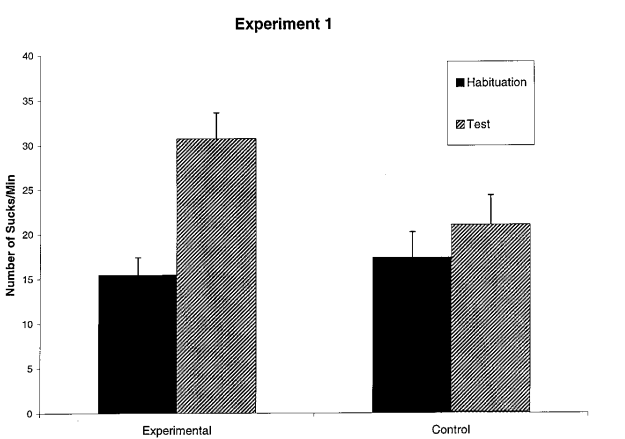 Experiment 1
Number of Sucks/Min
40
35
30
25
20
15
10
5
0
Habituation
Test
Experimental
Control